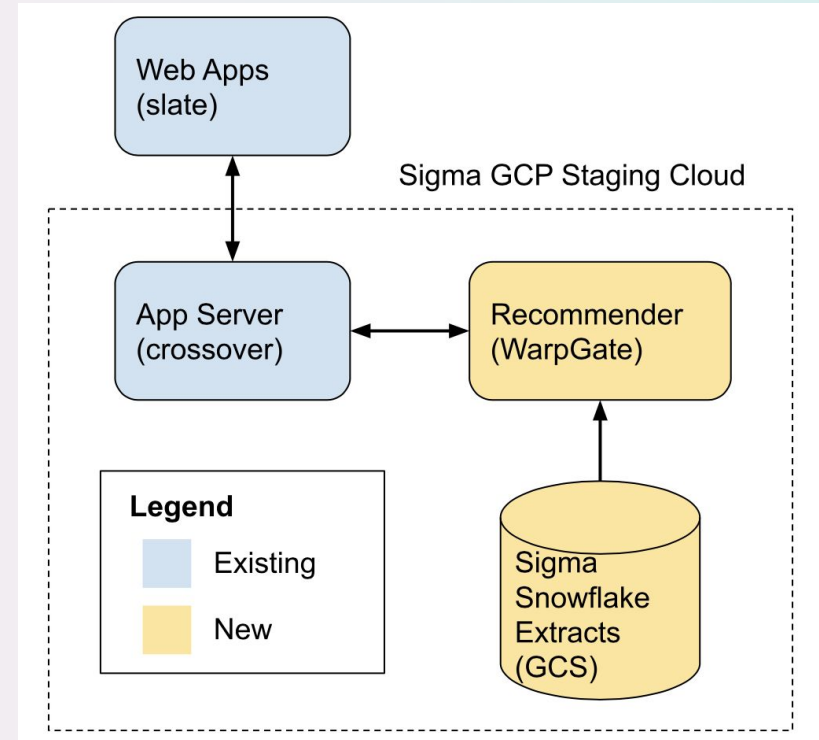 Web Apps
(slate)
Sigma GCP Staging Cloud
App Server
(crossover)
Recommender
(WarpGate)
Legend
Existing
New
Sigma
Snowflake
Extracts
(GCS)